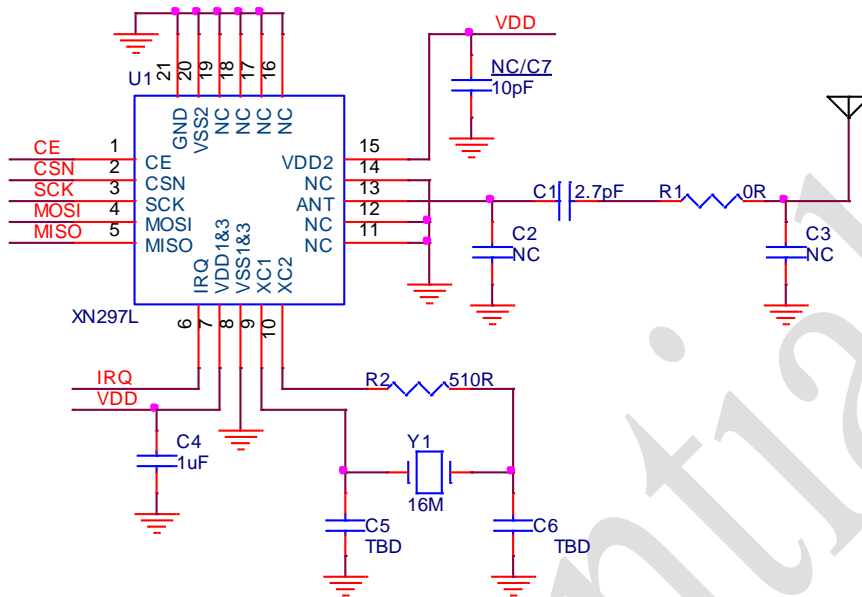 VDD
NC/C7
10pF
U1
21
20
19
18
17
16
GND
VSS2
NC
NC
NC
NC
CE
1
CE
CSN
2
CSN
SCK
3
SCK
MOSI
4
MOSI
MISO
5
MISO
VDD2
15
NC
14
ANT
13
NC
12
NC
11
C1
2.7pF
R1
0R
C2
NC
C3
NC
IRQ
VDD1&3
VSS1&3
XC1
XC2
XN297L
6
7
8
9
10
IRQ
VDD
R2
510R
C4
1uF
Y1
16M
C5
TBD
C6
TBD